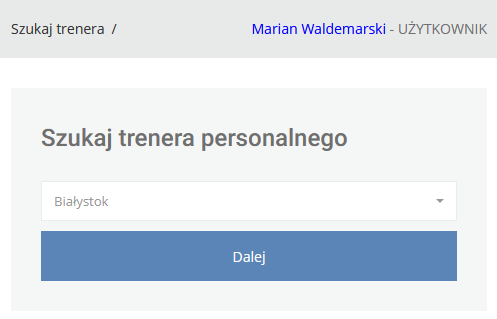 Szukaj trenera / Marian Waldemarski - UŻYTKOWNIK
Szukaj trenera personalnego
Białystok
Dalej